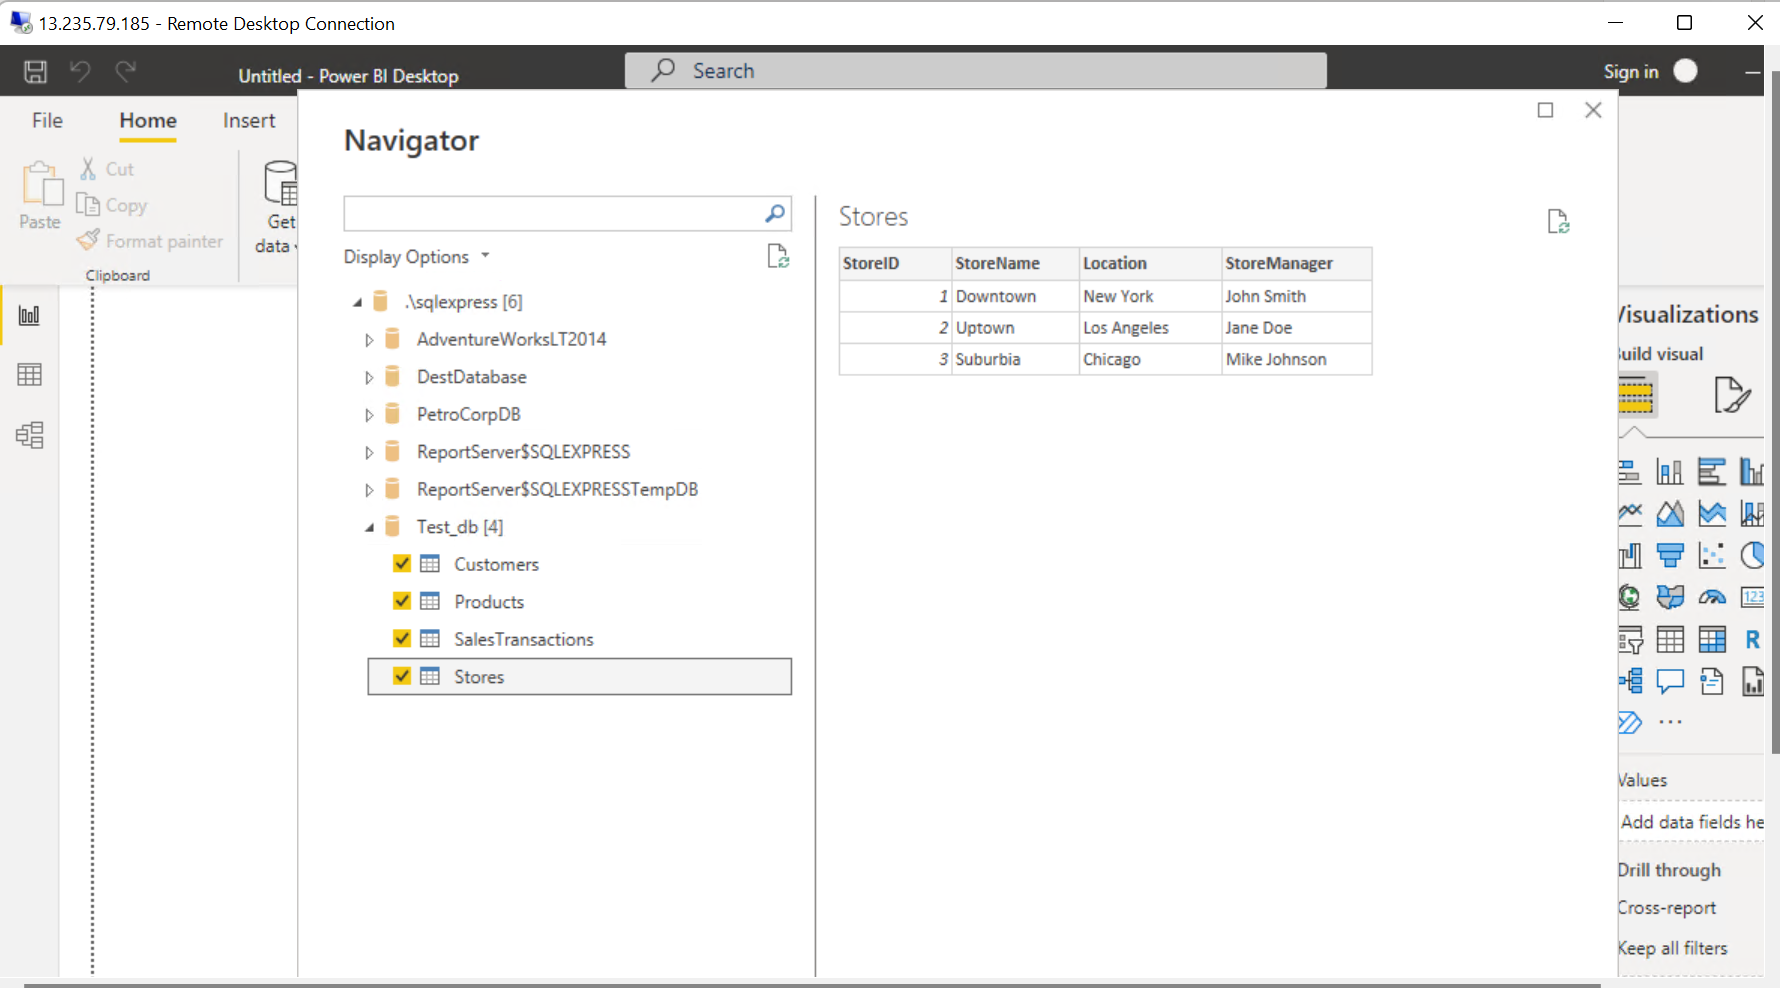 13.235.79.185 - Remote Desktop Connection
Untitled - Power BI Desktop
Search
Sign in
File
Home
Insert
Cut
Copy
Format painter
Paste
Clipboard
Get
data
Navigator
Display Options
.\sqlexpress [6]
AdventureWorksLT2014
DestDatabase
PetroCorpDB
ReportServer$SQLEXPRESS
ReportServer$SQLEXPRESSTempDB
Test_db [4]
Customers
Products
SalesTransactions
Stores
Stores
StoreID StoreName Location StoreManager
1 Downtown New York John Smith
2 Uptown Los Angeles Jane Doe
3 Suburbia Chicago Mike Johnson
Visualizations
uild visual
123
R
Values
Add data fields he
Drill through
Cross-report
Keep all filters